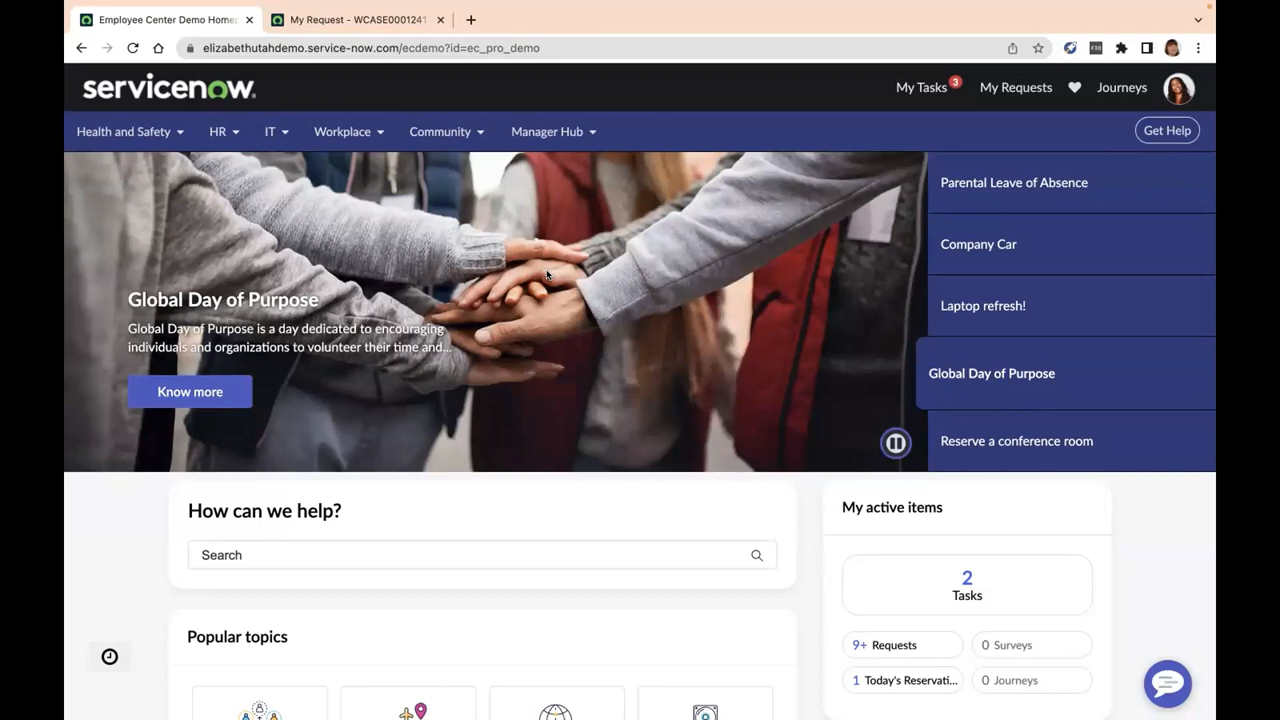 Employee Center Demo Home
My Request - WCASE0001241
elizabethutahdemo.service-now.com/ecdemo?id=ec_pro_demo
servicenow.
My Tasks 3
My Requests
Journeys
Health and Safety
HR
IT
Workplace
Community
Manager Hub
Get Help
Global Day of Purpose
Global Day of Purpose is a day dedicated to encouraging
individuals and organizations to volunteer their time and...
Know more
Parental Leave of Absence
Company Car
Laptop refresh!
Global Day of Purpose
Reserve a conference room
How can we help?
Search
Popular topics
My active items
2
Tasks
9+ Requests
0 Surveys
1 Today's Reservati...
0 Journeys